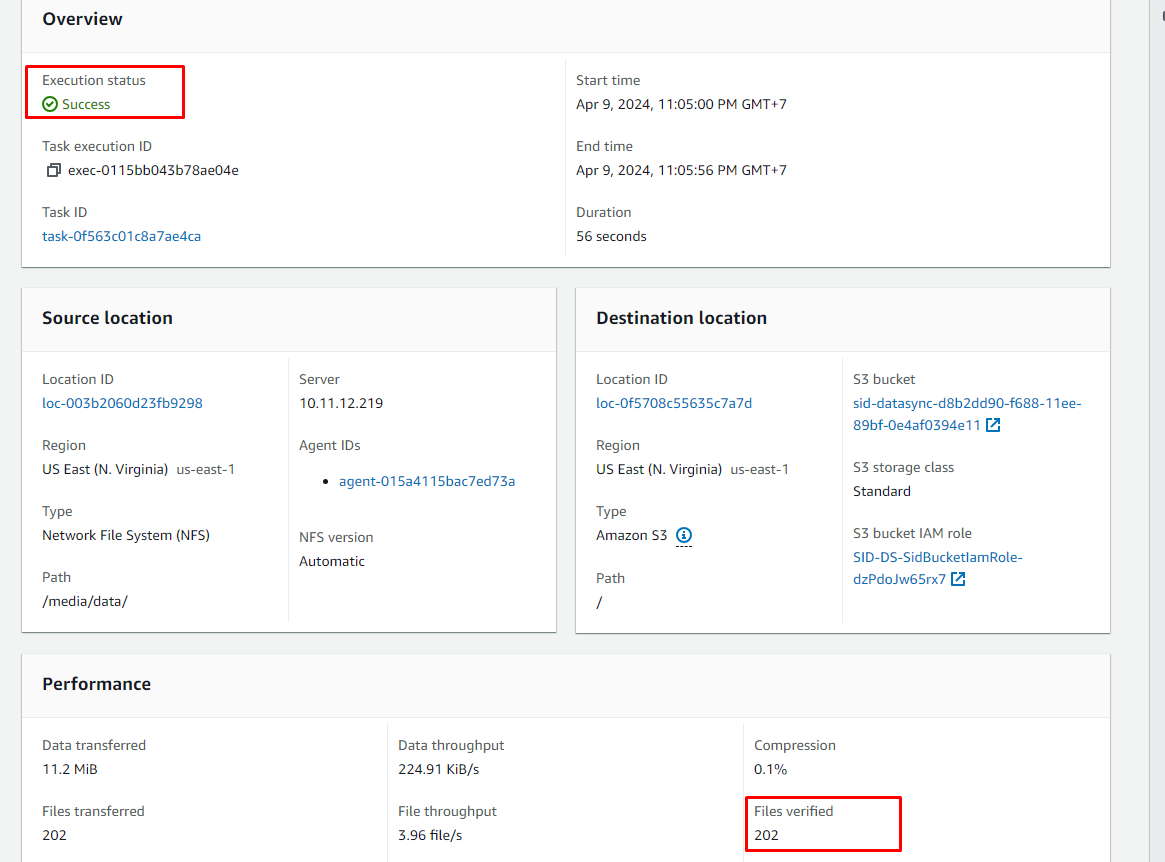 Overview
Execution status
Success
Task execution ID
exec-0115bb043b78ae04e
Task ID
task-0f563c01c8a7ae4ca
Start time
Apr 9, 2024, 11:05:00 PM GMT+7
End time
Apr 9, 2024, 11:05:56 PM GMT+7
Duration
56 seconds
Source location
Location ID
loc-003b2060d23fb9298
Region
US East (N. Virginia) us-east-1
Type
Network File System (NFS)
Path
/media/data/
Server
10.11.12.219
Agent IDs
• agent-015a4115bac7ed73a
NFS version
Automatic
Destination location
Location ID
loc-0f5708c55635c7a7d
Region
US East (N. Virginia) us-east-1
Type
Amazon S3
Path
/
S3 bucket
sid-datasync-d8b2dd90-f688-11ee-
89bf-0e4af0394e11
S3 storage class
Standard
S3 bucket IAM role
SID-DS-SidBucketIamRole-
dzPdoJw65rx7
Performance
Data transferred
11.2 MiB
Files transferred
202
Data throughput
224.91 KiB/s
File throughput
3.96 file/s
Compression
0.1%
Files verified
202